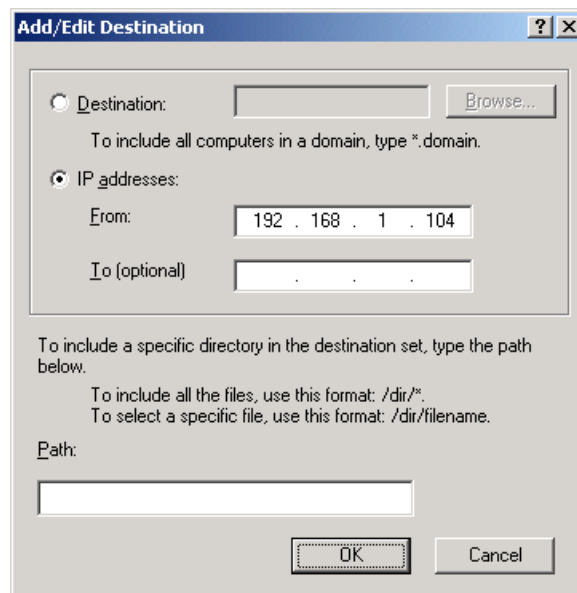 Add/Edit Destination
Destination:
Browse...
To include all computers in a domain, type *.domain.
IP addresses:
From:
192 . 168 . 1 . 104
To (optional)
. . .
To include a specific directory in the destination set, type the path
below.
To include all the files, use this format: /dir/*.
To select a specific file, use this format: /dir/filename.
Path:
OK
Cancel